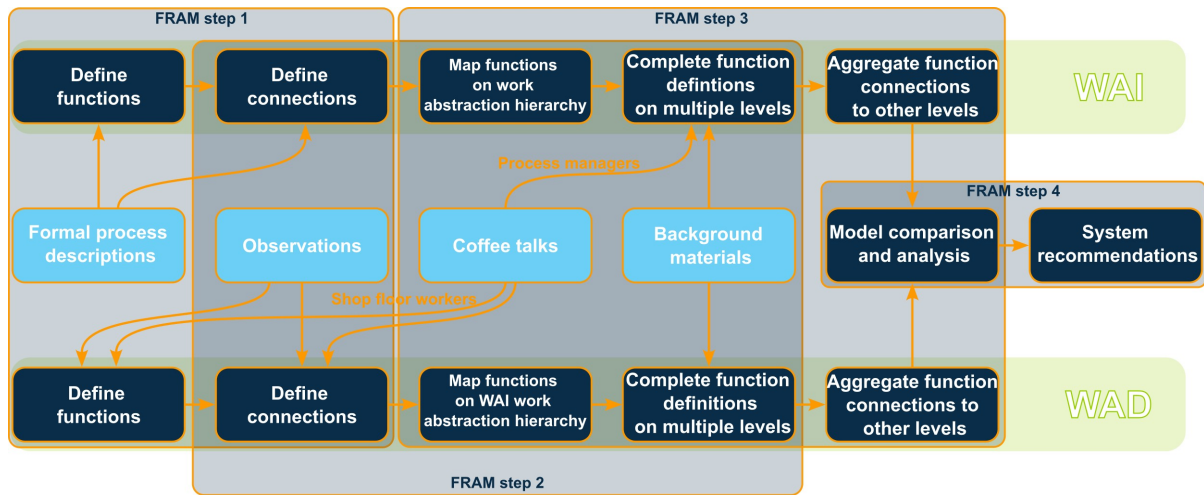 FRAM step 1
FRAM step 3
Define
functions
Define
connections
Map functions
on work
abstraction hierarchy
Complete function
defintions
on multiple levels
Aggregate function
connections
to other levels
WAI
Process managers
FRAM step 4
Formal process
descriptions
Observations
Coffee talks
Background
materials
Model comparison
and analysis
System
recommendations
Shop floor workers
Define
functions
Define
connections
Map functions
on WAI work
abstraction hierarchy
Complete function
definitions
on multiple levels
Aggregate function
connections to
other levels
WAD
FRAM step 2